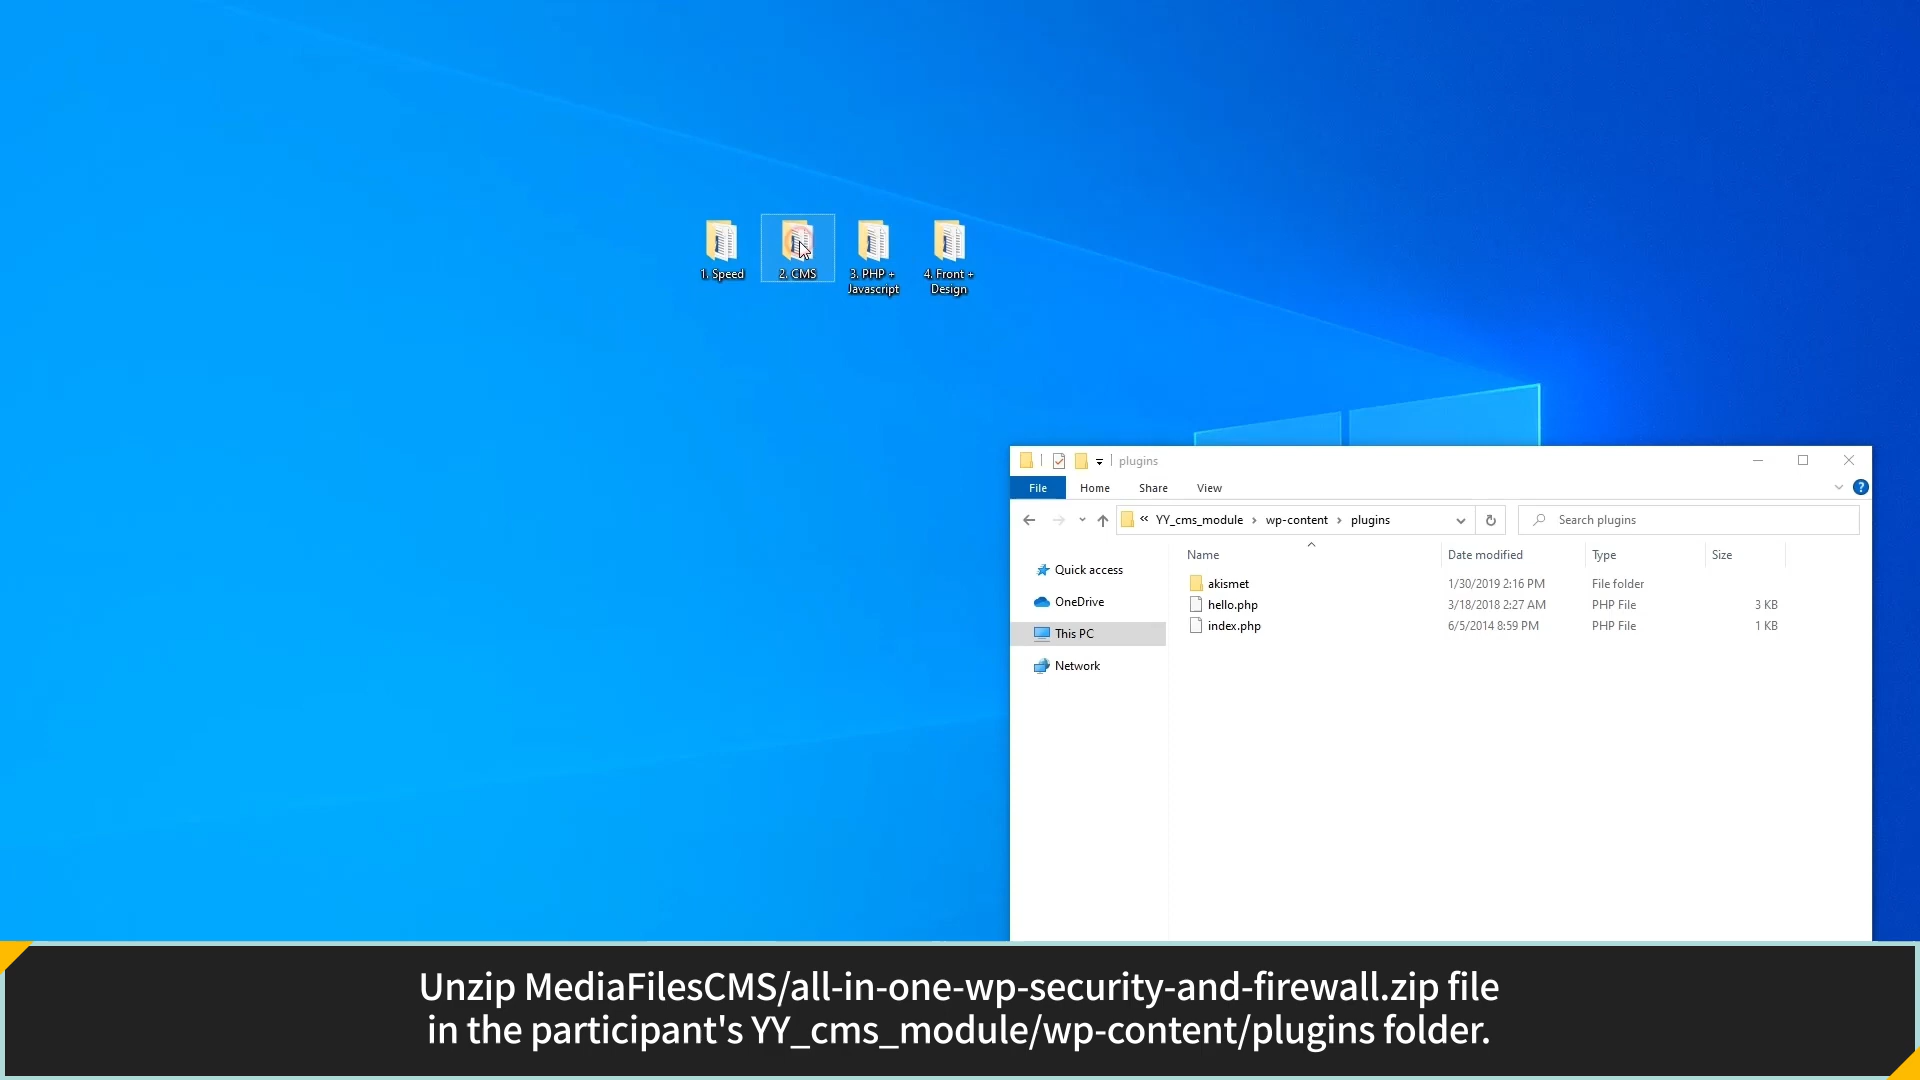 1. Speed
2. CMS
3. PHP +
Javascript
4. Front +
Design
plugins
File Home Share View
« YY_cms_module › wp-content › plugins
Search plugins
Quick access
OneDrive
This PC
Network
Name Date modified Type Size
akismet 1/30/2019 2:16 PM File folder
hello.php 3/18/2018 2:27 AM PHP File 3 KB
index.php 6/5/2014 8:59 PM PHP File 1 KB
Unzip MediaFilesCMS/all-in-one-wp-security-and-firewall.zip file
in the participant's YY_cms_module/wp-content/plugins folder.